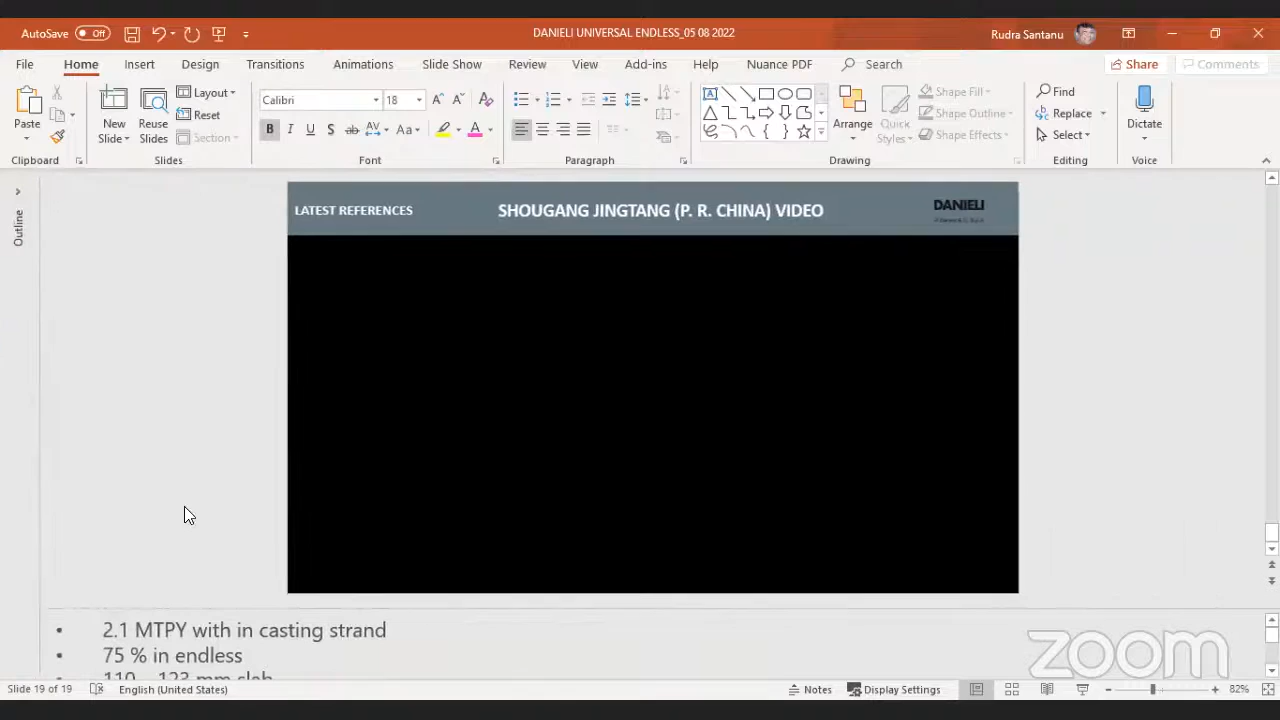 AutoSave Off
DANIELI UNIVERSAL ENDLESS_05 08 2022
Rudra Santanu
File Home Insert Design Transitions Animations Slide Show Review View Add-ins Help Nuance PDF Search Share Comments
Paste
New Slide
Reuse Slides
Layout
Reset
Section
Calibri 18
Arrange
Quick Styles
Shape Fill
Shape Outline
Shape Effects
Find
Replace
Select
Dictate
Clipboard Slides Font Paragraph Drawing Editing Voice
Outline
LATEST REFERENCES
SHOUGANG JINGTANG (P. R. CHINA) VIDEO
DANIELI
• 2.1 MTPY with in casting strand
• 75 % in endless
• 110 – 123 mm slab
zoom
Slide 19 of 19 English (United States) Notes Display Settings 82%